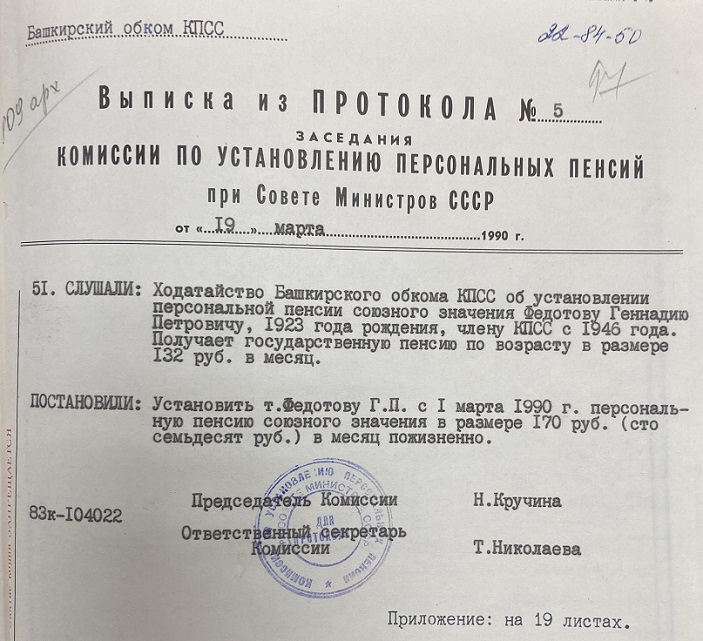 Башкирский обком КПСС
22-84-50
97
109 арх
Выписка из ПРОТОКОЛА № 5
ЗАСЕДАНИЯ
КОМИССИИ ПО УСТАНОВЛЕНИЮ ПЕРСОНАЛЬНЫХ ПЕНСИЙ
при Совете Министров СССР
от «19» марта 1990 г.
51. СЛУШАЛИ: Ходатайство Башкирского обкома КПСС об установлении
персональной пенсии союзного значения Федотову Геннадию
Петровичу, 1923 года рождения, члену КПСС с 1946 года.
Получает государственную пенсию по возрасту в размере
132 руб. в месяц.
ПОСТАНОВИЛИ: Установить т.Федотову Г.П. с 1 марта 1990 г. персональ-
ную пенсию союзного значения в размере 170 руб. (сто
семьдесят руб.) в месяц пожизненно.
Председатель Комиссии Н.Кручина
83к-104022
Ответственный секретарь
Комиссии Т.Николаева
ДЛЯ
ПРОТОКОЛОВ
Приложение: на 19 листах.